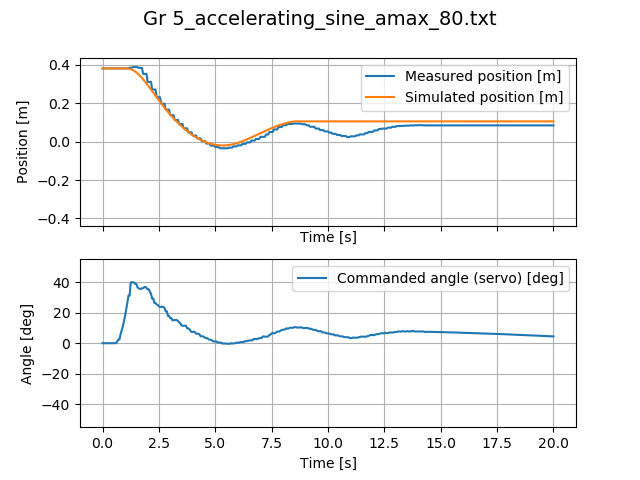 Gr 5_accelerating_sine_amax_80.txt
0.4
0.2
0.0
−0.2
−0.4
Position [m]
Measured position [m]
Simulated position [m]
Time [s]
40
20
0
−20
−40
Angle [deg]
Commanded angle (servo) [deg]
0.0 2.5 5.0 7.5 10.0 12.5 15.0 17.5 20.0
Time [s]